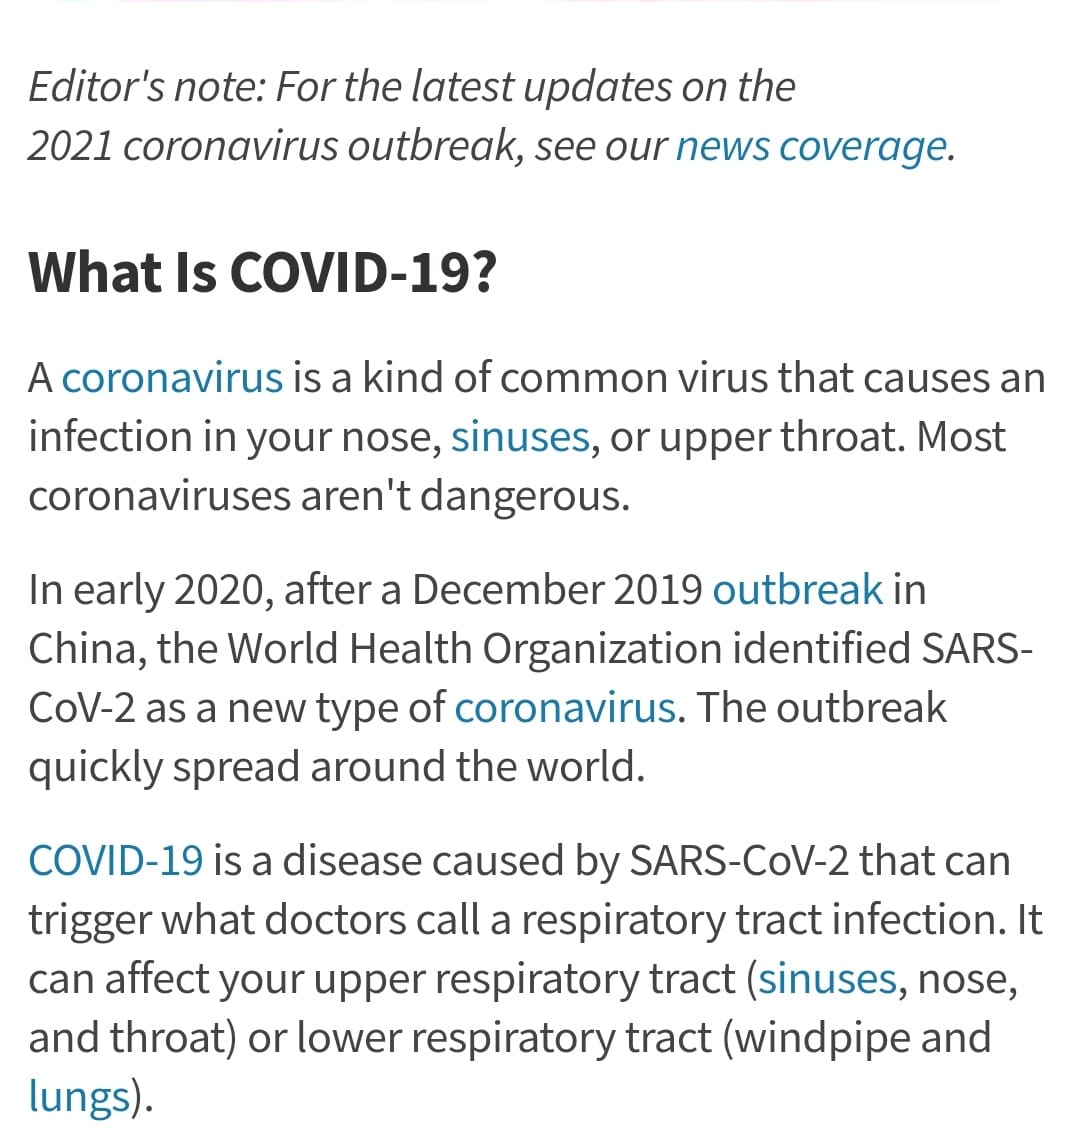 Editor's note: For the latest updates on the
2021 coronavirus outbreak, see our news coverage.
What Is COVID-19?
A coronavirus is a kind of common virus that causes an
infection in your nose, sinuses, or upper throat. Most
coronaviruses aren't dangerous.
In early 2020, after a December 2019 outbreak in
China, the World Health Organization identified SARS-
CoV-2 as a new type of coronavirus. The outbreak
quickly spread around the world.
COVID-19 is a disease caused by SARS-CoV-2 that can
trigger what doctors call a respiratory tract infection. It
can affect your upper respiratory tract (sinuses, nose,
and throat) or lower respiratory tract (windpipe and
lungs).